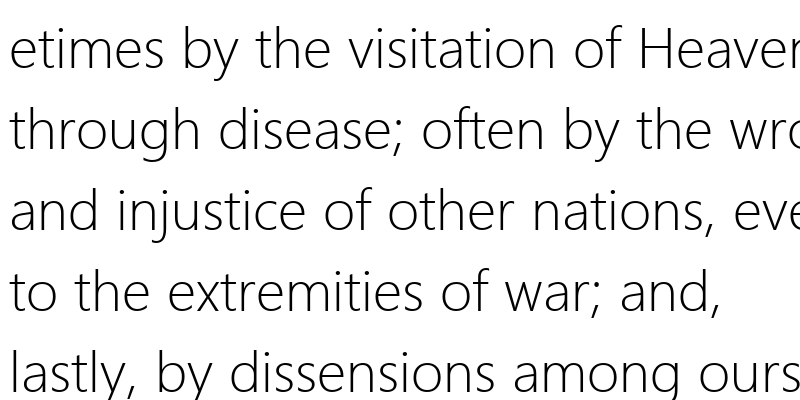 etimes by the visitation of Heaven
through disease; often by the wro
and injustice of other nations, eve
to the extremities of war; and,
lastly, by dissensions among ours